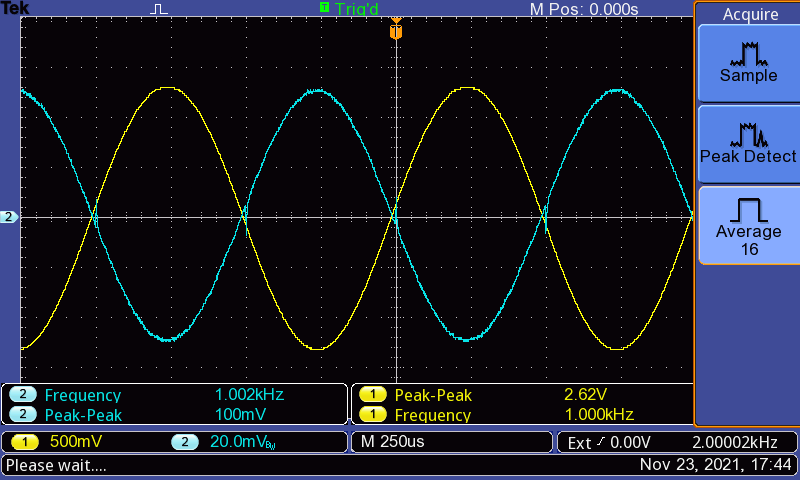 Tek Trig'd M Pos: 0.000s Acquire
T
T
Sample
Peak Detect
2
Average
16
2 Frequency 1.002kHz 1 Peak-Peak 2.62V
2 Peak-Peak 100mV 1 Frequency 1.000kHz
1 500mV 2 20.0mVBW M 250us Ext 0.00V 2.00002kHz
Please wait.... Nov 23, 2021, 17:44